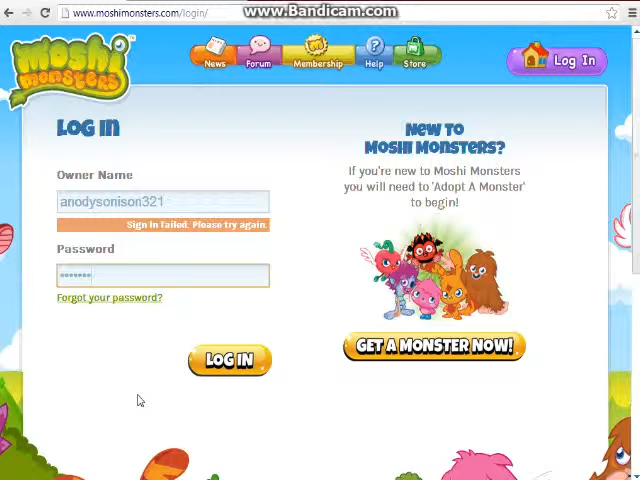 www.moshimonsters.com/login/
www.Bandicam.com
moshi
monsters
News
Forum
Membership
Help
Store
Log In
LOG IN
Owner Name
anodysonison321
Sign in failed. Please try again.
Password
Forgot your password?
LOG IN
NEW TO
MOSHI MONSTERS?
If you're new to Moshi Monsters
you will need to 'Adopt A Monster'
to begin!
GET A MONSTER NOW!